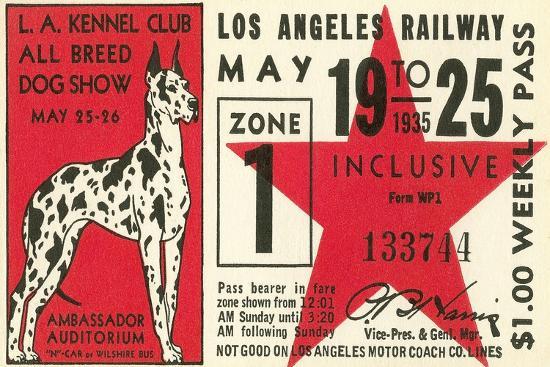 L. A. KENNEL CLUB
ALL BREED
DOG SHOW
MAY 25-26
AMBASSADOR
AUDITORIUM
"N"-CAR or WILSHIRE BUS
LOS ANGELES RAILWAY
MAY 19 TO 25
1935
ZONE
1
INCLUSIVE
Form WP1
133744
Pass bearer in fare
zone shown from 12:01
AM Sunday until 3:20
AM following Sunday
Vice-Pres. & Genl. Mgr.
NOT GOOD ON LOS ANGELES MOTOR COACH CO. LINES
$1.00 WEEKLY PASS